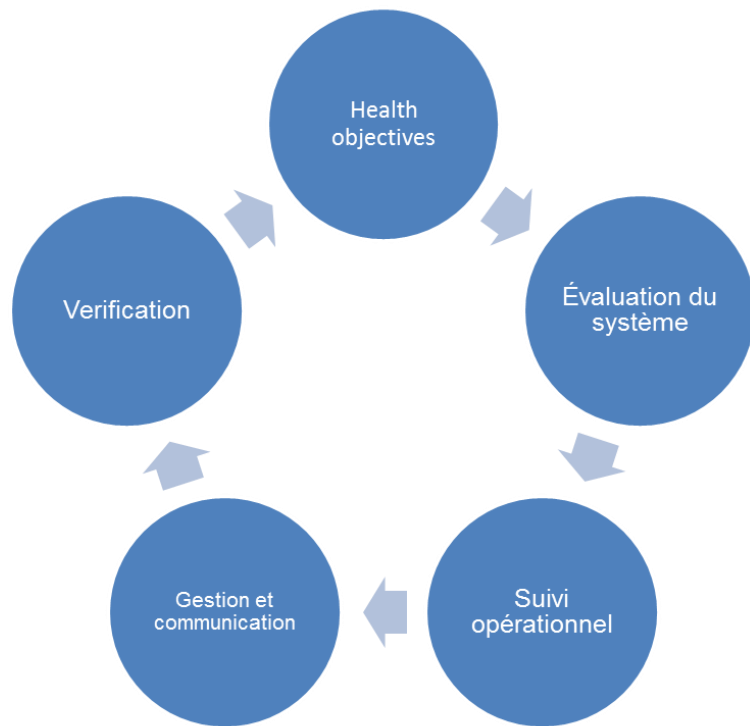 Health
objectives
Évaluation du
système
Suivi
opérationnel
Gestion et
communication
Verification